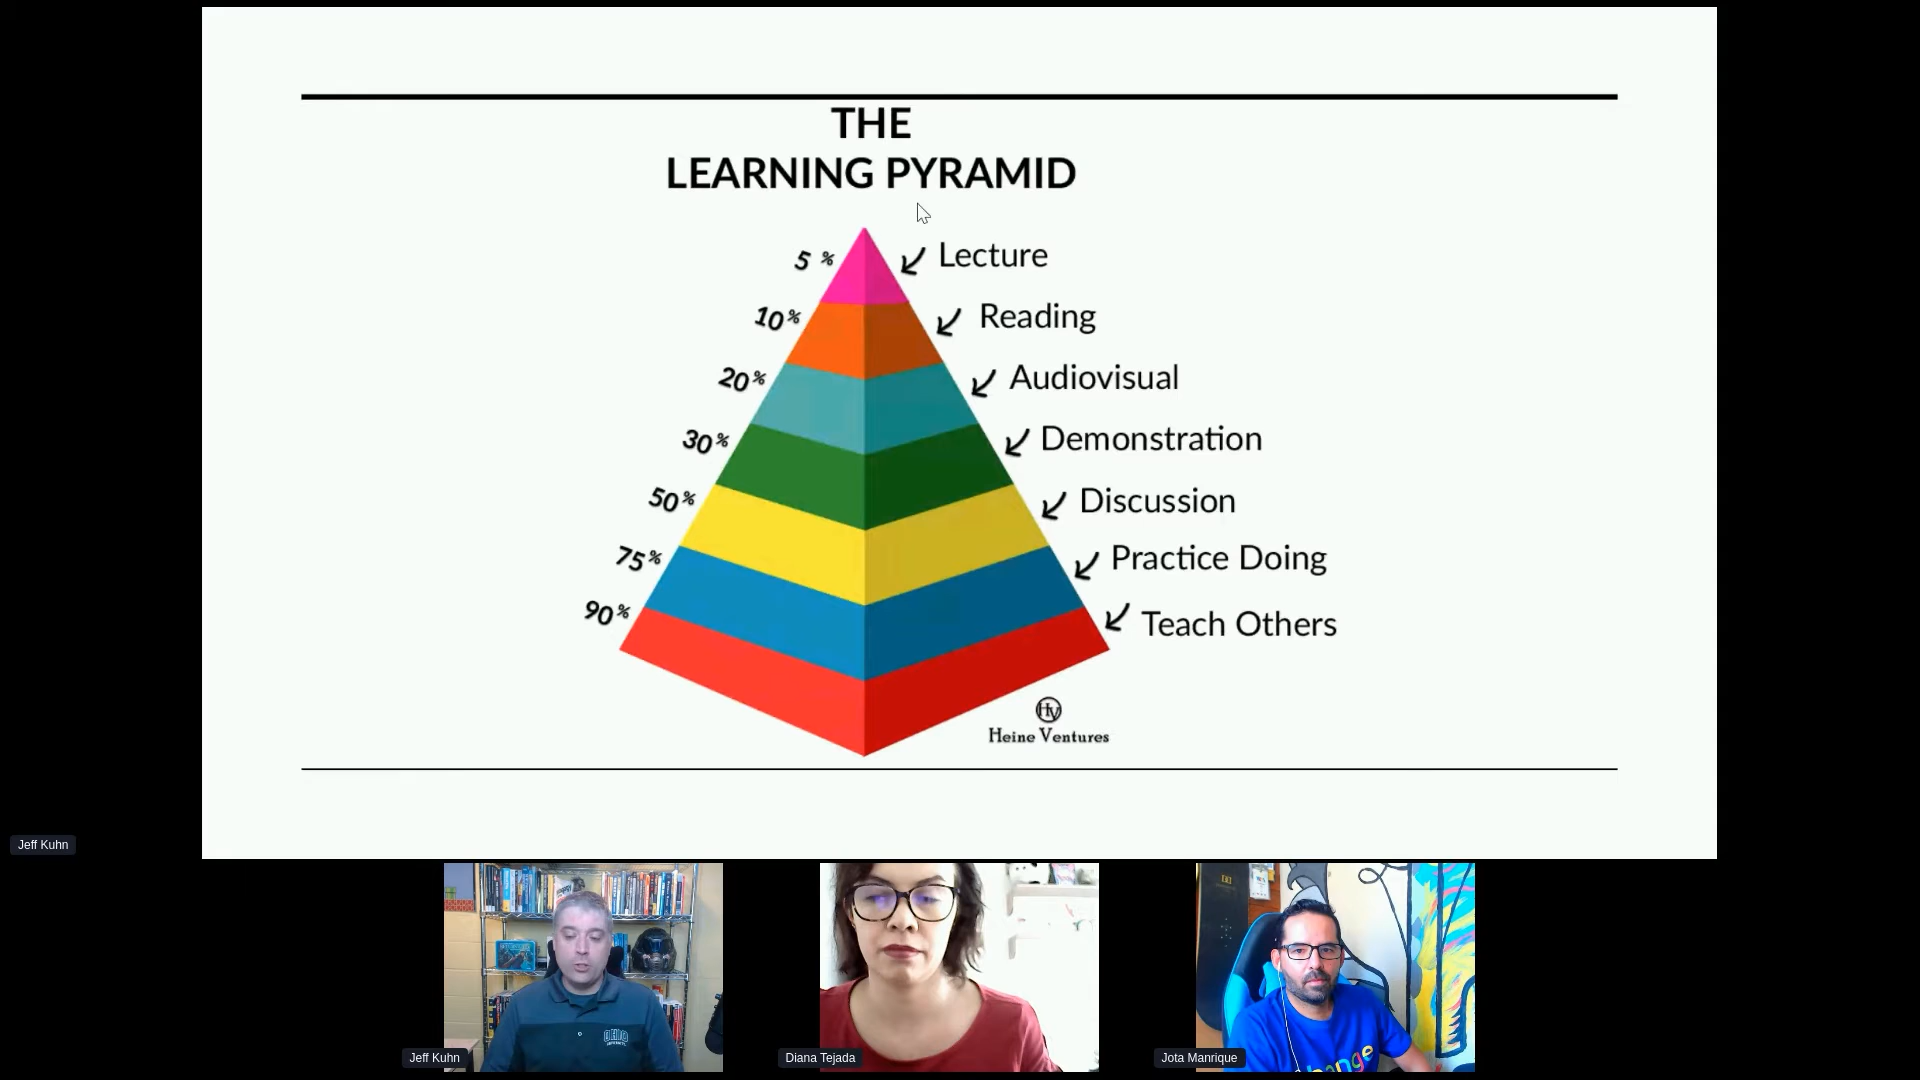 THE
LEARNING PYRAMID
5 % Lecture
10 % Reading
20 % Audiovisual
30 % Demonstration
50 % Discussion
75 % Practice Doing
90 % Teach Others
HV
Heine Ventures
Jeff Kuhn
OHIO
Jeff Kuhn
Diana Tejada
Jota Manrique